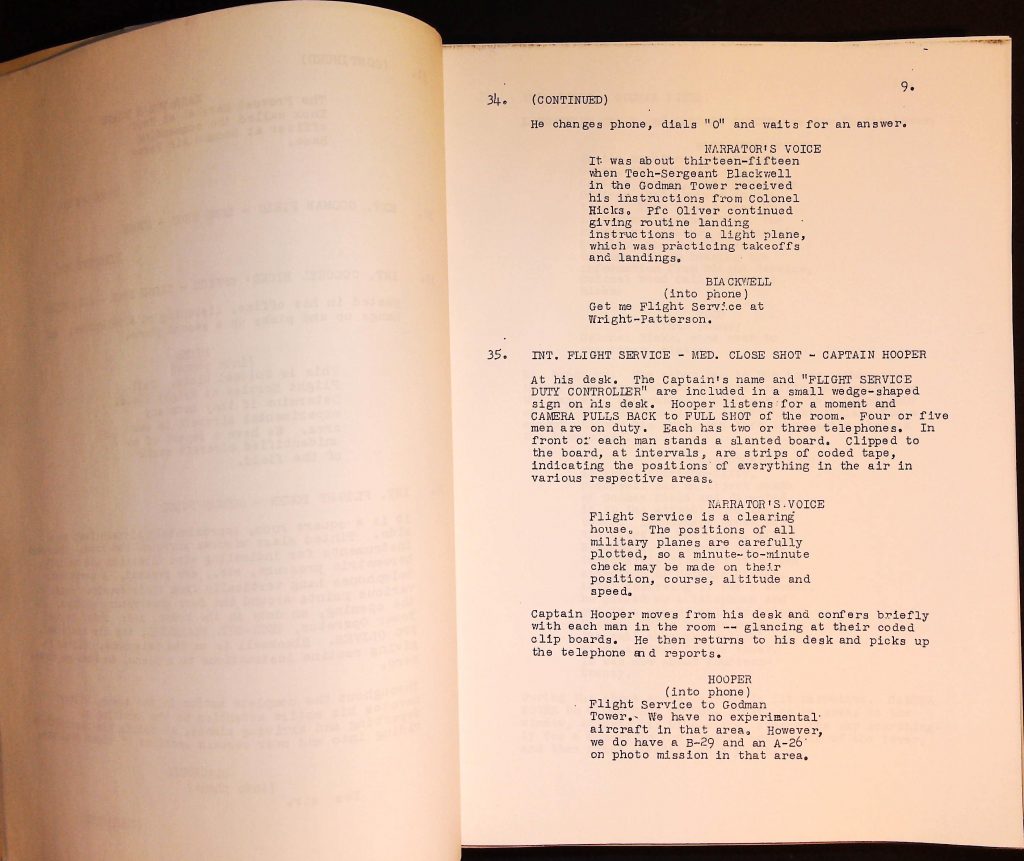 9.
34. (CONTINUED)
He changes phone, dials "0" and waits for an answer.
NARRATOR'S VOICE
It was about thirteen-fifteen
when Tech-Sergeant Blackwell
in the Godman Tower received
his instructions from Colonel
Hicks. Pfc Oliver continued
giving routine landing
instructions to a light plane,
which was practicing takeoffs
and landings.
BLACKWELL
(into phone)
Get me Flight Service at
Wright-Patterson.
35. INT. FLIGHT SERVICE - MED. CLOSE SHOT - CAPTAIN HOOPER
At his desk. The Captain's name and "FLIGHT SERVICE
DUTY CONTROLLER" are included in a small wedge-shaped
sign on his desk. Hooper listens for a moment and
CAMERA PULLS BACK to FULL SHOT of the room. Four or five
men are on duty. Each has two or three telephones. In
front of each man stands a slanted board. Clipped to
the board, at intervals, are strips of coded tape,
indicating the positions of everything in the air in
various respective areas.
NARRATOR'S VOICE
Flight Service is a clearing
house. The positions of all
military planes are carefully
plotted, so a minute-to-minute
check may be made on their
position, course, altitude and
speed.
Captain Hooper moves from his desk and confers briefly
with each man in the room -- glancing at their coded
clip boards. He then returns to his desk and picks up
the telephone and reports.
HOOPER
(into phone)
Flight Service to Godman
Tower. We have no experimental
aircraft in that area. However,
we do have a B-29 and an A-26
on photo mission in that area.